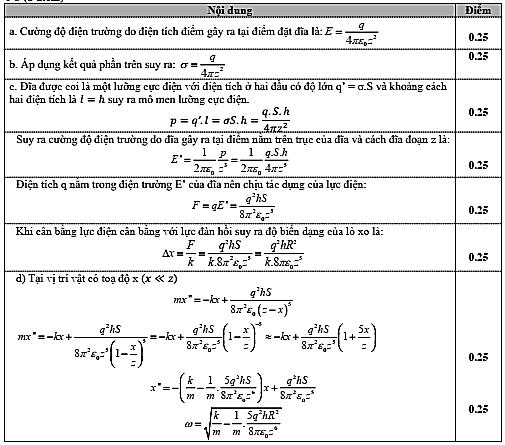 Nội dung Điểm
a. Cường độ điện trường do điện tích điểm gây ra tại điểm đặt đĩa là: E = q / (4πε₀z²) 0.25
b. Áp dụng kết quả phần trên suy ra: σ = q / (4πz²) 0.25
c. Đĩa được coi là một lưỡng cực điện với điện tích ở hai đầu có độ lớn q' = σ.S và khoảng cách
hai điện tích là l = h suy ra mô men lưỡng cực điện. 0.25
p = q'.l = σS.h = q.S.h / (4πz²)
Suy ra cường độ điện trường do đĩa gây ra tại điểm nằm trên trục của đĩa và cách đĩa đoạn z là:
E' = (1 / 2πε₀) (p / z³) = (1 / 2πε₀) (q.S.h / 4πz⁵) 0.25
Điện tích q nằm trong điện trường E' của đĩa nên chịu tác dụng của lực điện:
F = qE' = q²hS / (8π²ε₀z⁵) 0.25
Khi cân bằng lực điện cân bằng với lực đàn hồi suy ra độ biến dạng của lò xo là:
Δx = F / k = q²hS / (k.8π²ε₀z⁵) = q²hR² / (k.8πε₀z⁵) 0.25
d) Tại vị trí vật có toạ độ x (x ≪ z)
mx" = −kx + q²hS / (8π²ε₀(z−x)⁵)
mx" = −kx + q²hS / (8π²ε₀z⁵(1−x/z)⁵) = −kx + (q²hS / 8π²ε₀z⁵)(1−x/z)⁻⁵ ≈ −kx + (q²hS / 8π²ε₀z⁵)(1+5x/z) 0.25
x" = −(k/m − (1/m).(5q²hS / 8π²ε₀z⁶))x + q²hS / (8π²ε₀z⁵)
ω = √(k/m − (1/m).(5q²hR² / 8πε₀z⁶)) 0.25